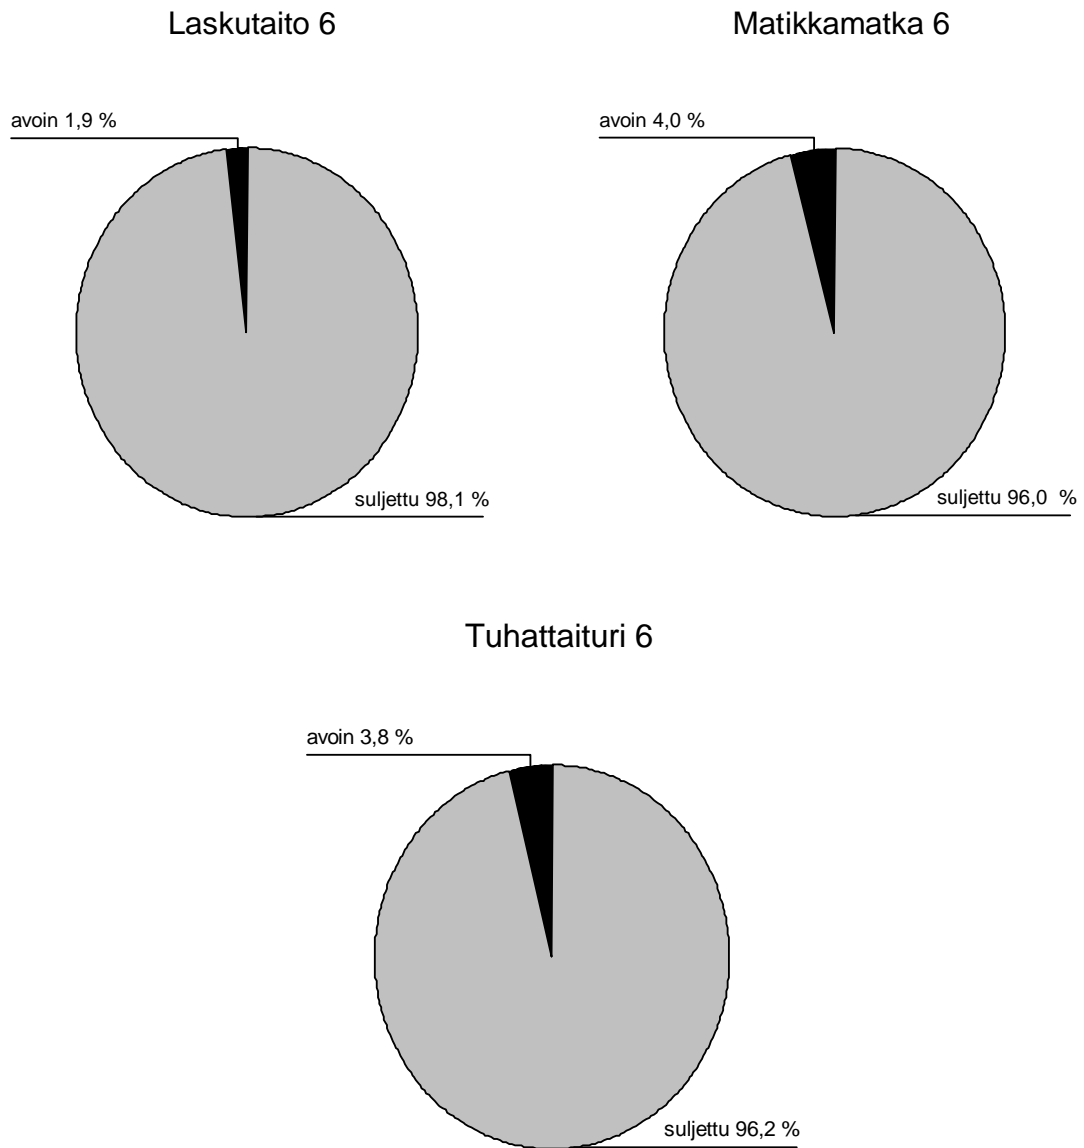 Laskutaito 6
Matikkamatka 6
avoin 1,9 %
avoin 4,0 %
suljettu 98,1 %
suljettu 96,0 %
Tuhattaituri 6
avoin 3,8 %
suljettu 96,2 %